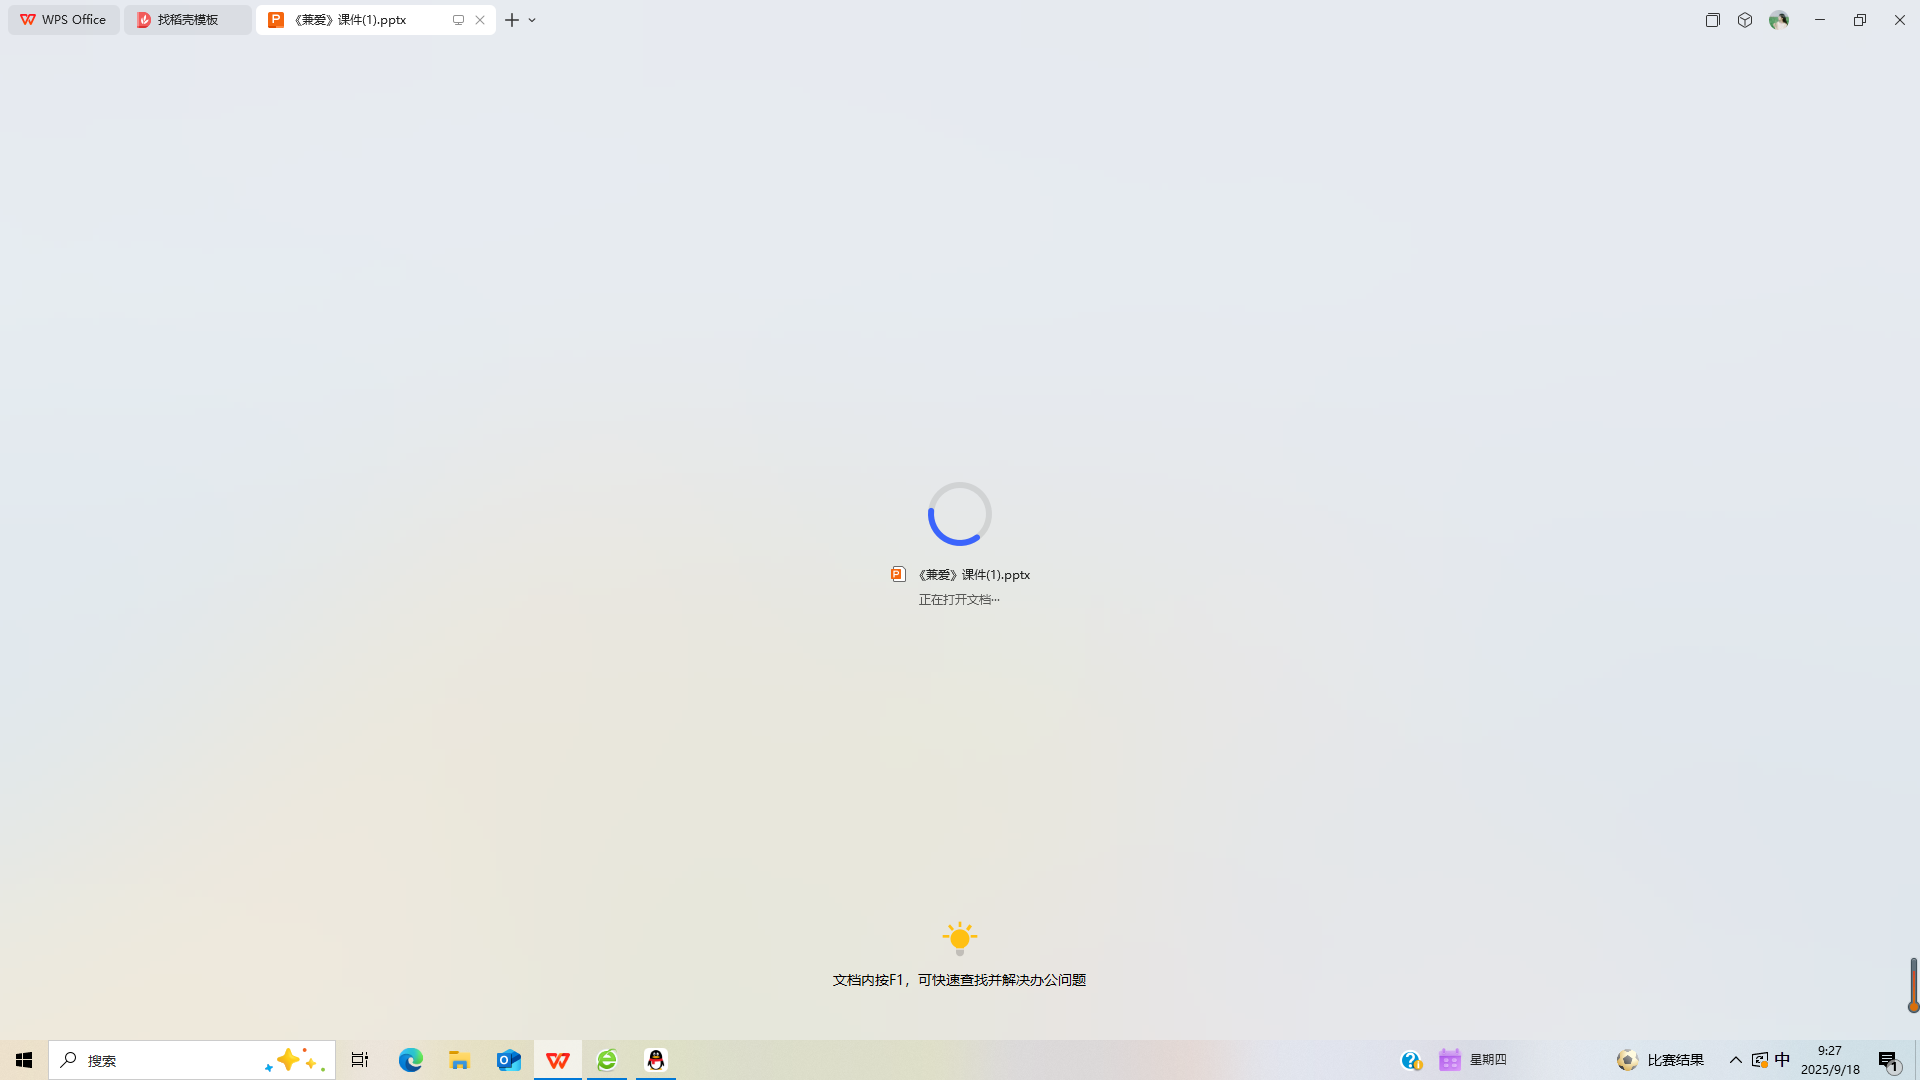 WPS Office
找稻壳模板
《兼爱》课件(1).pptx
《兼爱》课件(1).pptx
正在打开文档···
文档内按F1，可快速查找并解决办公问题
搜索
星期四
比赛结果
中
9:27
2025/9/18
1